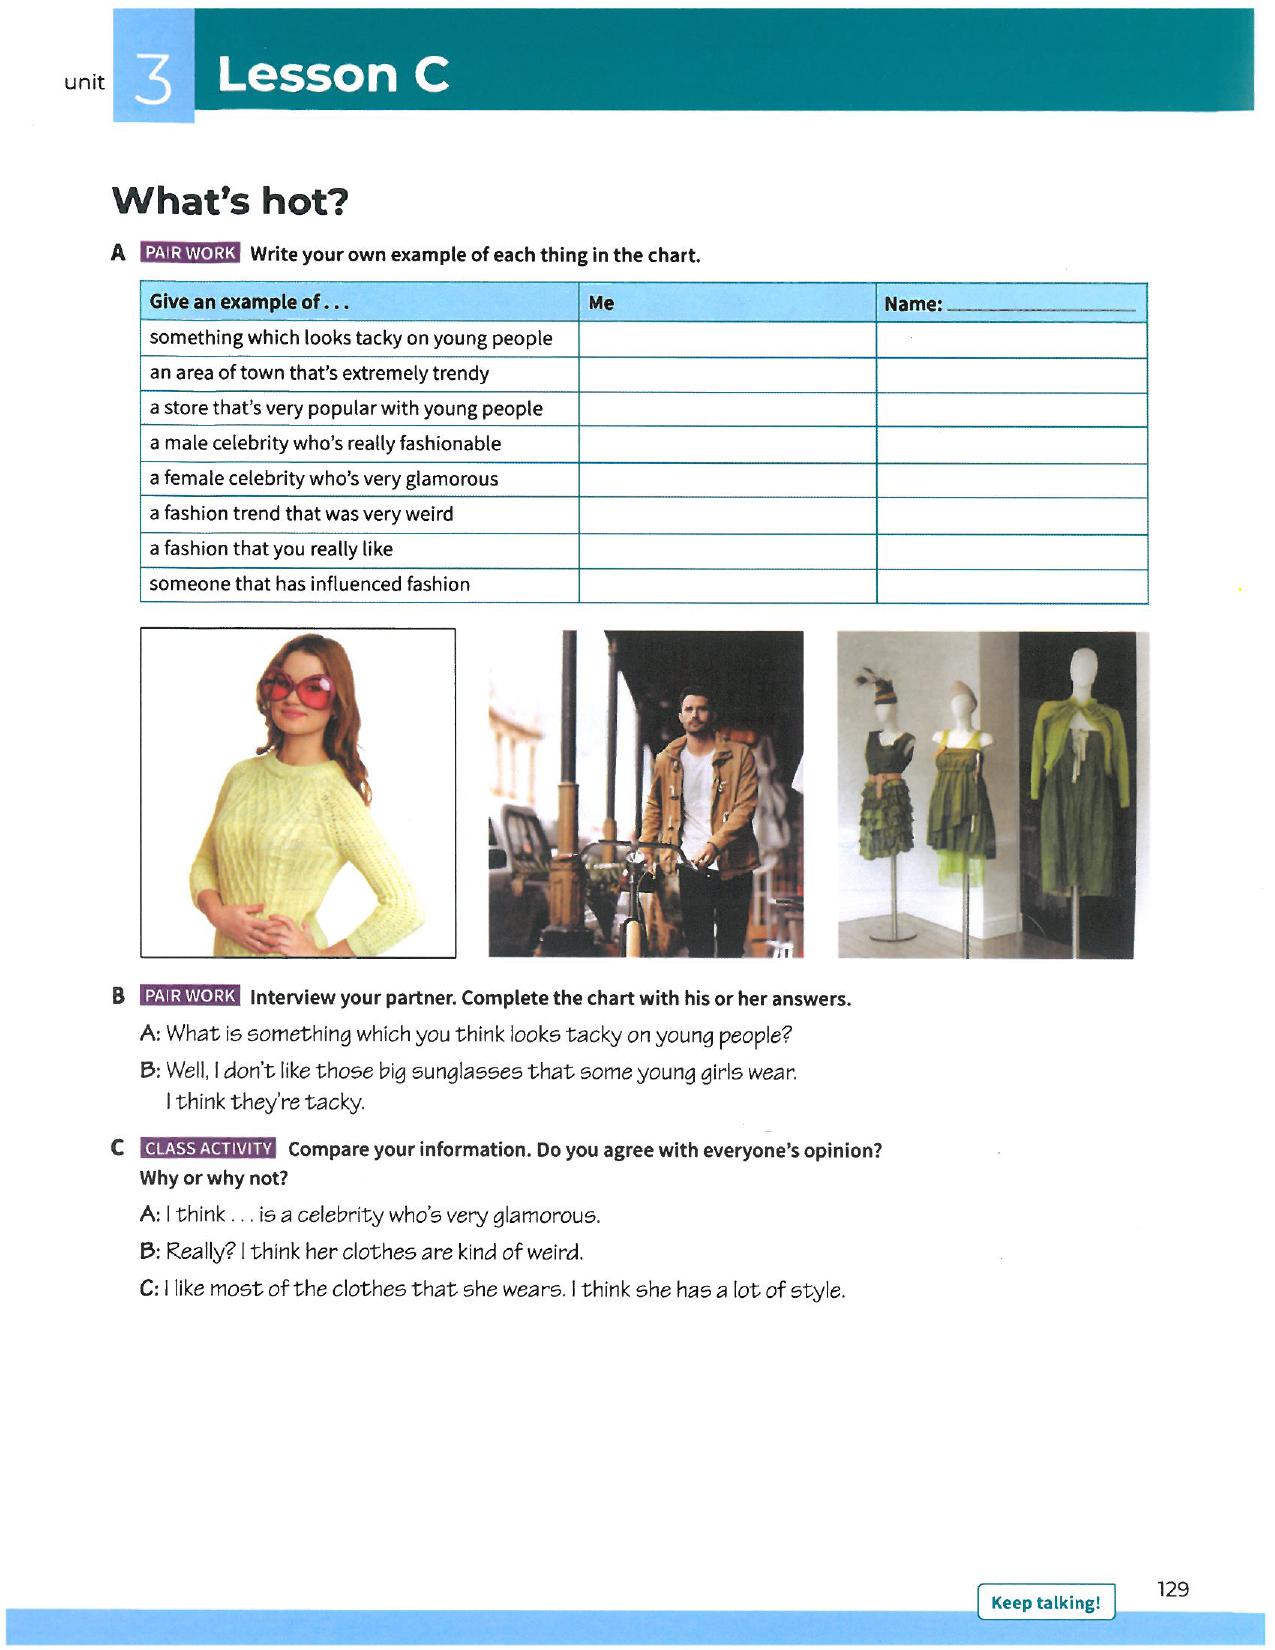 unit 3 Lesson C
What's hot?
A PAIR WORK Write your own example of each thing in the chart.
Give an example of . . . Me Name: ____________________
something which looks tacky on young people
an area of town that's extremely trendy
a store that's very popular with young people
a male celebrity who's really fashionable
a female celebrity who's very glamorous
a fashion trend that was very weird
a fashion that you really like
someone that has influenced fashion
B PAIR WORK Interview your partner. Complete the chart with his or her answers.
A: What is something which you think looks tacky on young people?
B: Well, I don't like those big sunglasses that some young girls wear.
I think they're tacky.
C CLASS ACTIVITY Compare your information. Do you agree with everyone's opinion?
Why or why not?
A: I think . . . is a celebrity who's very glamorous.
B: Really? I think her clothes are kind of weird.
C: I like most of the clothes that she wears. I think she has a lot of style.
Keep talking! 129